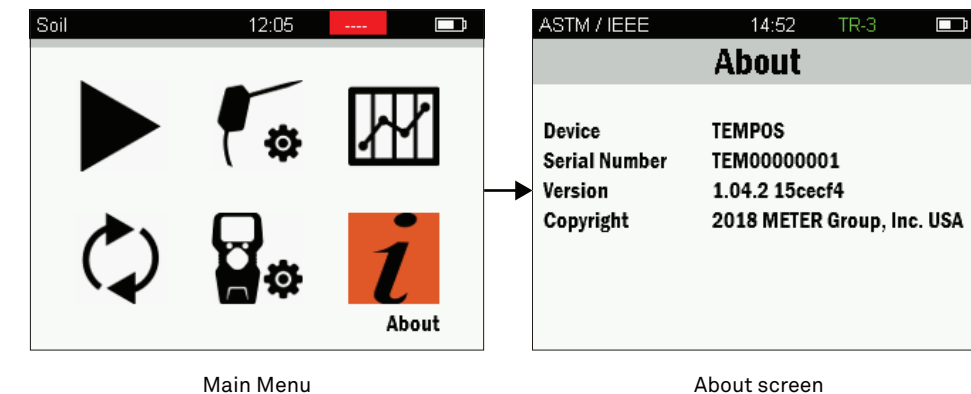 Soil 12:05 ----
About
Main Menu
ASTM / IEEE 14:52 TR-3
About
Device TEMPOS
Serial Number TEM00000001
Version 1.04.2 15cecf4
Copyright 2018 METER Group, Inc. USA
About screen